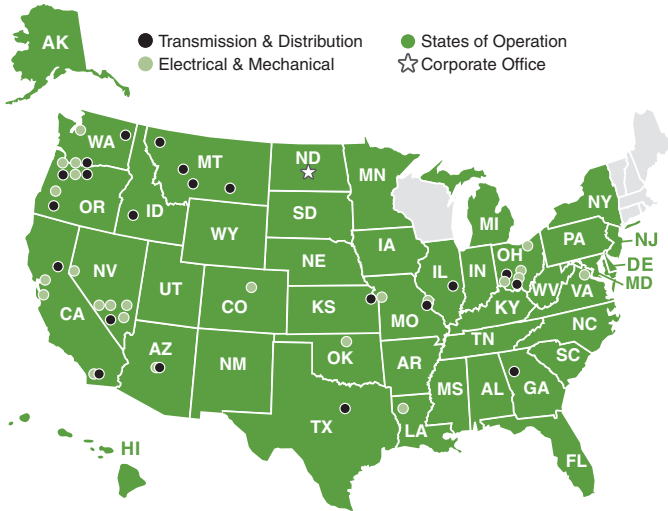 AK
Transmission & Distribution
States of Operation
Electrical & Mechanical
Corporate Office
WA
MT
ND
MN
OR
ID
WY
SD
MI
NY
NJ
PA
IA
NE
NV
UT
CO
CA
KS
MO
IL
IN
OH
WV
VA
DE
MD
KY
NC
TN
SC
AZ
NM
OK
AR
MS
AL
GA
TX
LA
FL
HI